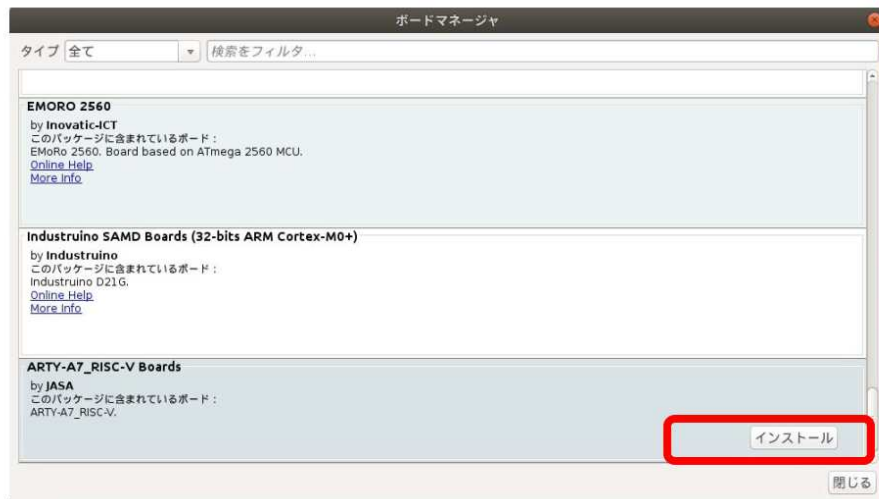 ボードマネージャ
タイプ 全て 検索をフィルタ...
EMORO 2560
by Inovatic-ICT
このパッケージに含まれているボード：
EMoRo 2560. Board based on ATmega 2560 MCU.
Online Help
More Info
Industruino SAMD Boards (32-bits ARM Cortex-M0+)
by Industruino
このパッケージに含まれているボード：
Industruino D21G.
Online Help
More Info
ARTY-A7_RISC-V Boards
by JASA
このパッケージに含まれているボード：
ARTY-A7_RISC-V.
インストール
閉じる